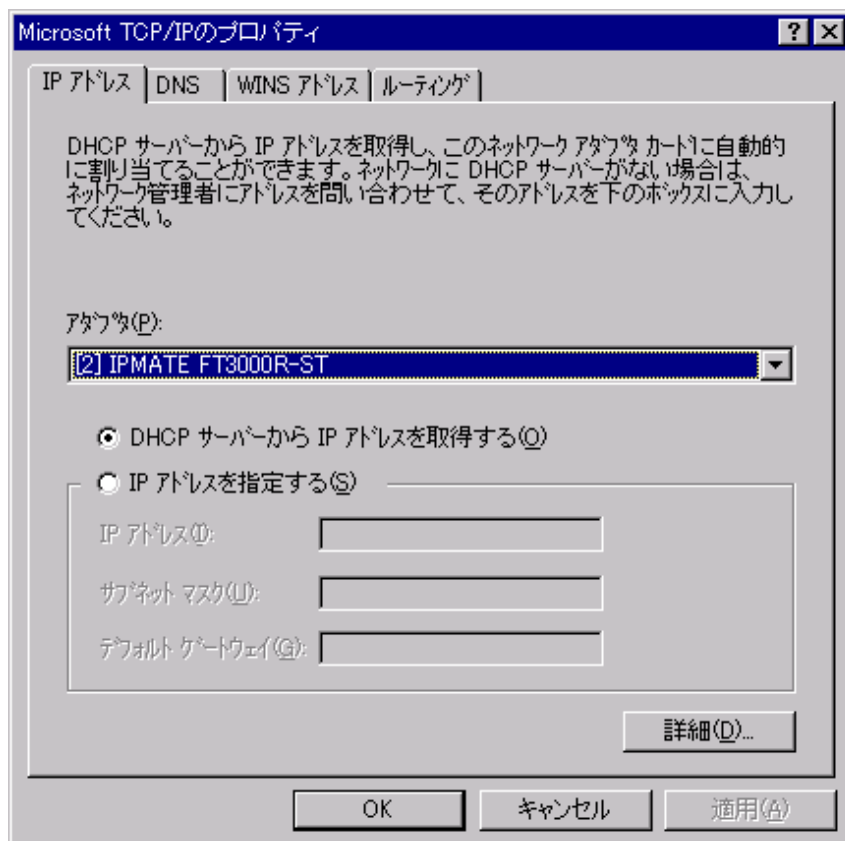 Microsoft TCP/IPのプロパティ
IP アドレス
DNS
WINS アドレス
ルーティング
DHCP サーバーから IP アドレスを取得し、このネットワーク アダプタ カードに自動的
に割り当てることができます。ネットワークに DHCP サーバーがない場合は、
ネットワーク管理者にアドレスを問い合わせて、そのアドレスを下のボックスに入力し
てください。
アダプタ(P):
[2] IPMATE FT3000R-ST
DHCP サーバーから IP アドレスを取得する(O)
IP アドレスを指定する(S)
IP アドレス(I):
サブネット マスク(U):
デフォルト ゲートウェイ(G):
詳細(D)...
OK
キャンセル
適用(A)